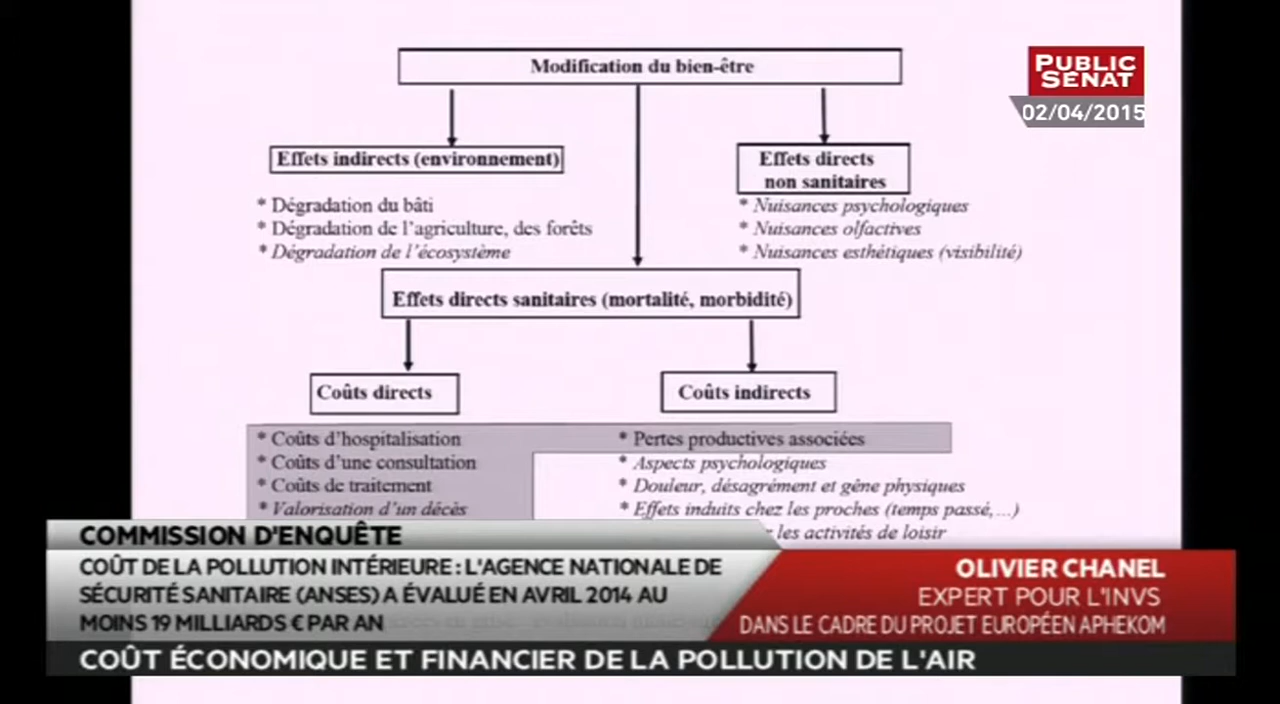 Modification du bien-être
PUBLIC
SÉNAT
02/04/2015
Effets indirects (environnement)
Effets directs
non sanitaires
* Dégradation du bâti
* Dégradation de l'agriculture, des forêts
* Dégradation de l'écosystème
* Nuisances psychologiques
* Nuisances olfactives
* Nuisances esthétiques (visibilité)
Effets directs sanitaires (mortalité, morbidité)
Coûts directs
Coûts indirects
* Coûts d'hospitalisation
* Coûts d'une consultation
* Coûts de traitement
* Valorisation d'un décès
* Pertes productives associées
* Aspects psychologiques
* Douleur, désagrément et gêne physiques
* Effets induits chez les proches (temps passé,...)
les activités de loisir
COMMISSION D'ENQUÊTE
COÛT DE LA POLLUTION INTÉRIEURE : L'AGENCE NATIONALE DE
SÉCURITÉ SANITAIRE (ANSES) A ÉVALUÉ EN AVRIL 2014 AU
MOINS 19 MILLIARDS € PAR AN
OLIVIER CHANEL
EXPERT POUR L'INVS
DANS LE CADRE DU PROJET EUROPÉEN APHEKOM
COÛT ÉCONOMIQUE ET FINANCIER DE LA POLLUTION DE L'AIR